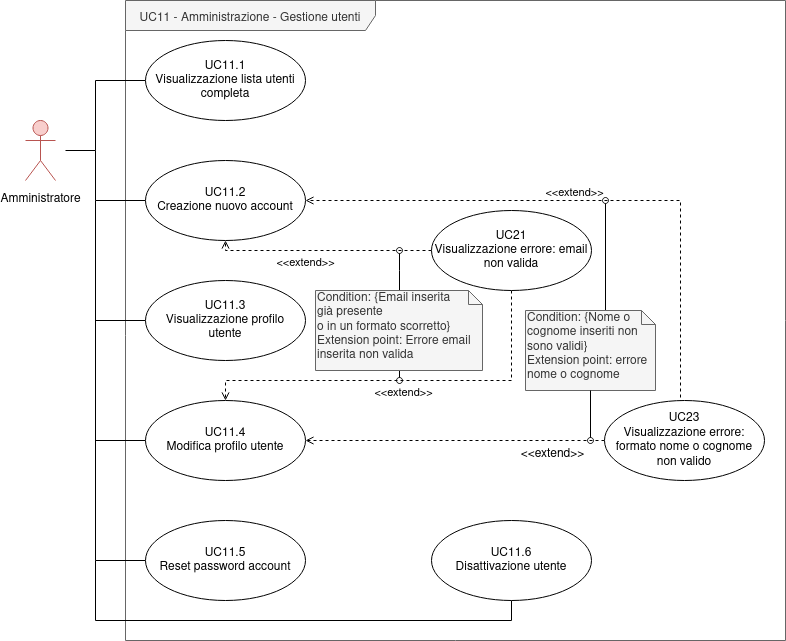 UC11 - Amministrazione - Gestione utenti
UC11.1
Visualizzazione lista utenti
completa
Amministratore
UC11.2
Creazione nuovo account
<<extend>>
UC21
Visualizzazione errore: email
non valida
<<extend>>
UC11.3
Visualizzazione profilo
utente
Condition: {Email inserita
già presente
o in un formato scorretto}
Extension point: Errore email
inserita non valida
Condition: {Nome o
cognome inseriti non
sono validi}
Extension point: errore
nome o cognome
<<extend>>
UC11.4
Modifica profilo utente
UC23
Visualizzazione errore:
formato nome o cognome
non valido
<<extend>>
UC11.5
Reset password account
UC11.6
Disattivazione utente